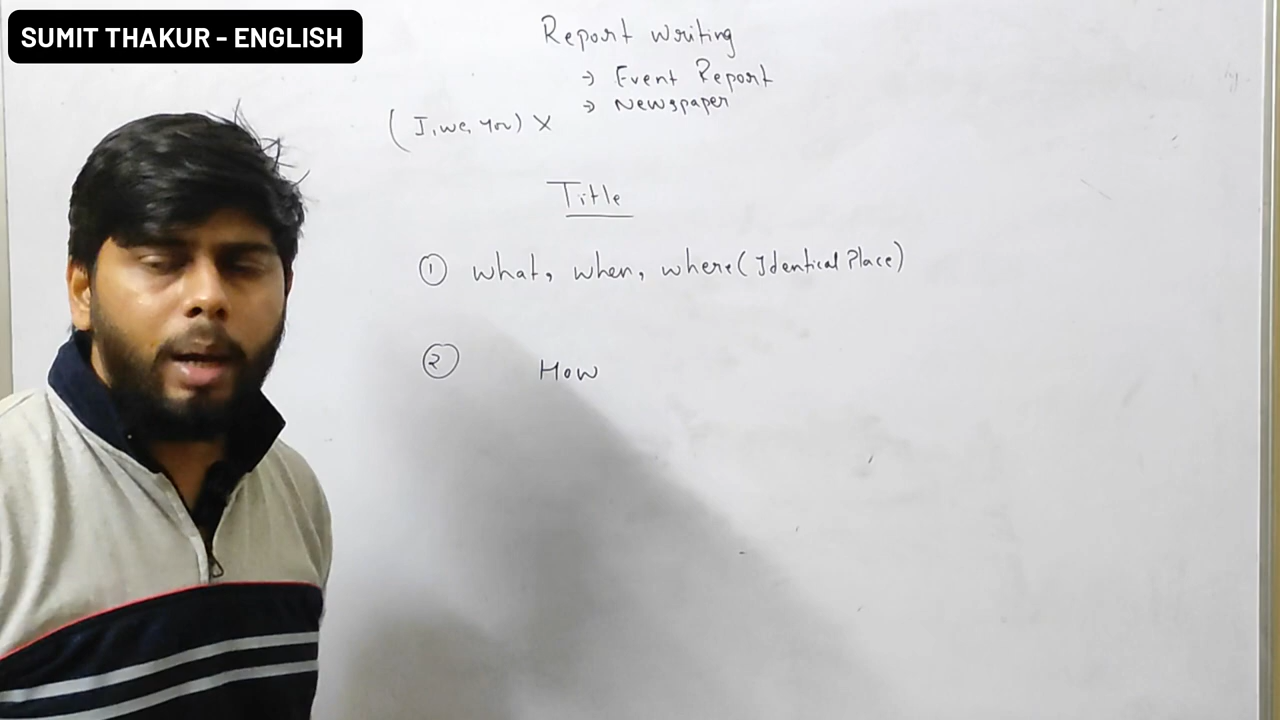 SUMIT THAKUR - ENGLISH
Report Writing
→ Event Report
→ Newspaper
(I, we, you) X
Title
① what, when, where (Identical Place)
② How